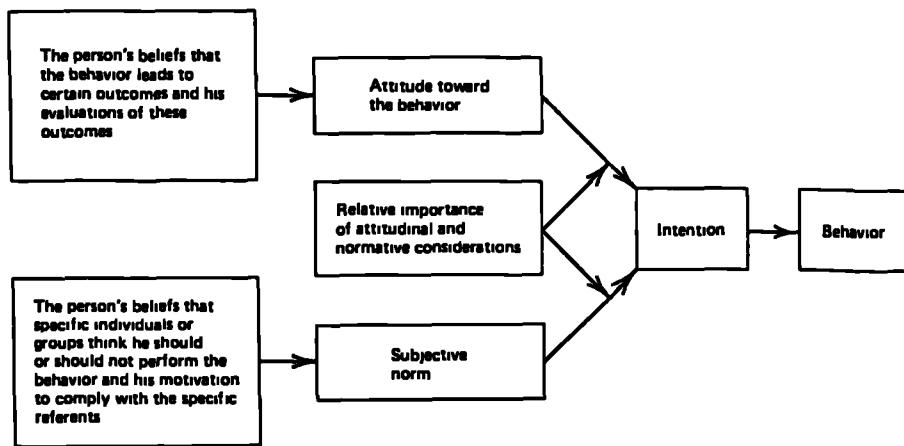 The person's beliefs that
the behavior leads to
certain outcomes and his
evaluations of these
outcomes
Attitude toward
the behavior
Relative importance
of attitudinal and
normative considerations
Intention
Behavior
The person's beliefs that
specific individuals or
groups think he should
or should not perform the
behavior and his motivation
to comply with the specific
referents
Subjective
norm